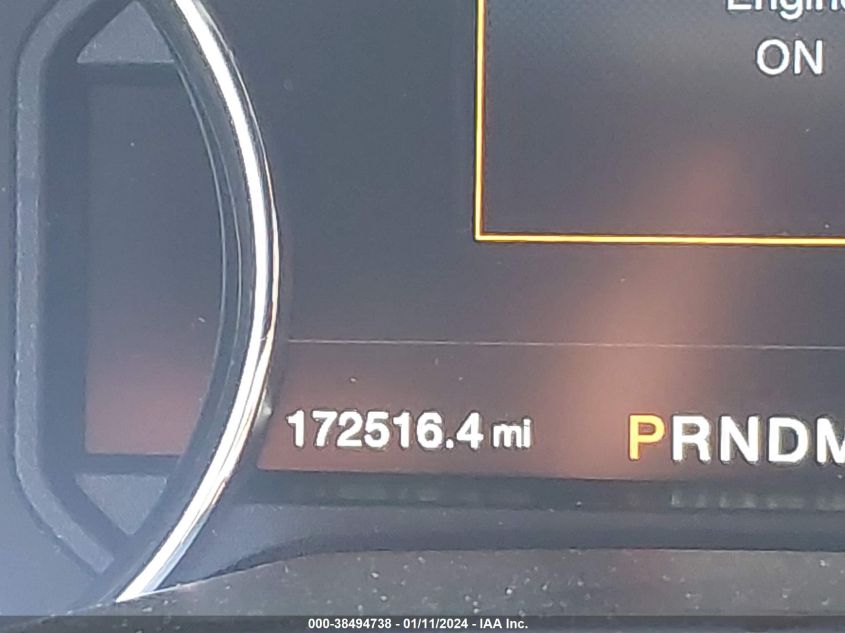 ON
172516.4 mi PRNDM
000-38494738 - 01/11/2024 - IAA Inc.